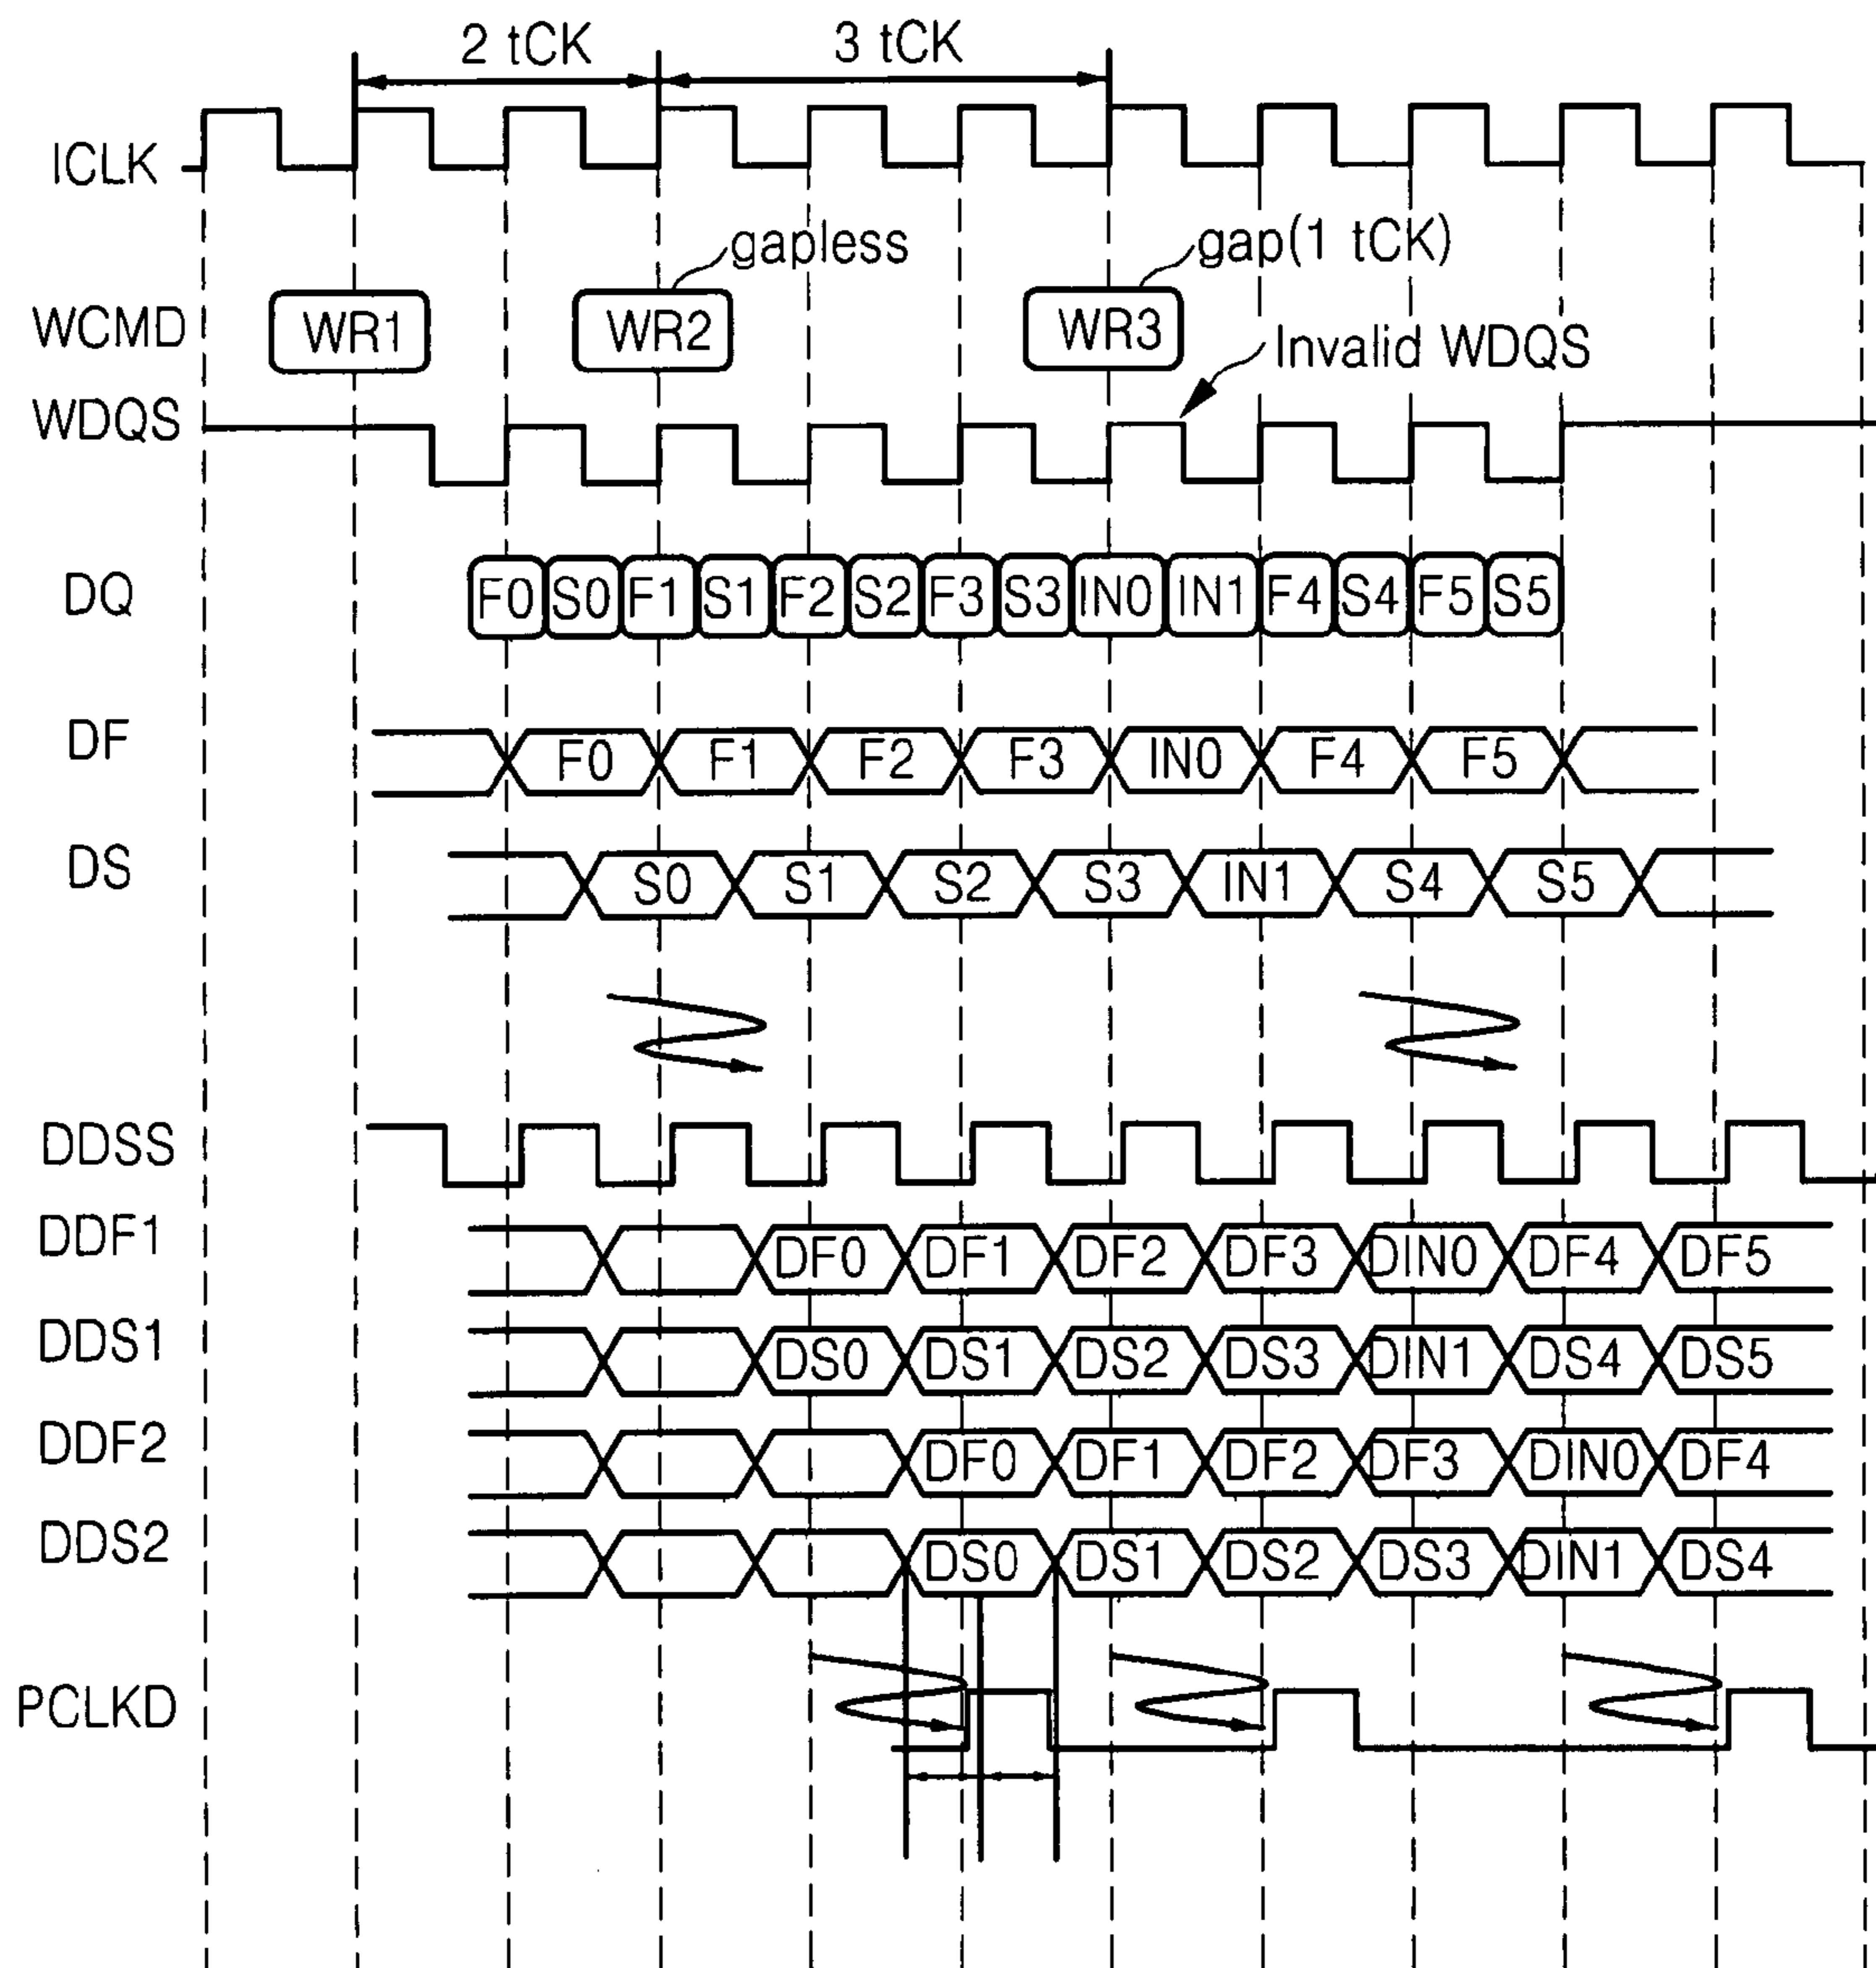 2 tCK 3 tCK
ICLK
gapless gap(1 tCK)
WCMD WR1 WR2 WR3
Invalid WDQS
WDQS
DQ F0 S0 F1 S1 F2 S2 F3 S3 IN0 IN1 F4 S4 F5 S5
DF F0 F1 F2 F3 IN0 F4 F5
DS S0 S1 S2 S3 IN1 S4 S5
DDSS
DDF1 DF0 DF1 DF2 DF3 DIN0 DF4 DF5
DDS1 DS0 DS1 DS2 DS3 DIN1 DS4 DS5
DDF2 DF0 DF1 DF2 DF3 DIN0 DF4
DDS2 DS0 DS1 DS2 DS3 DIN1 DS4
PCLKD